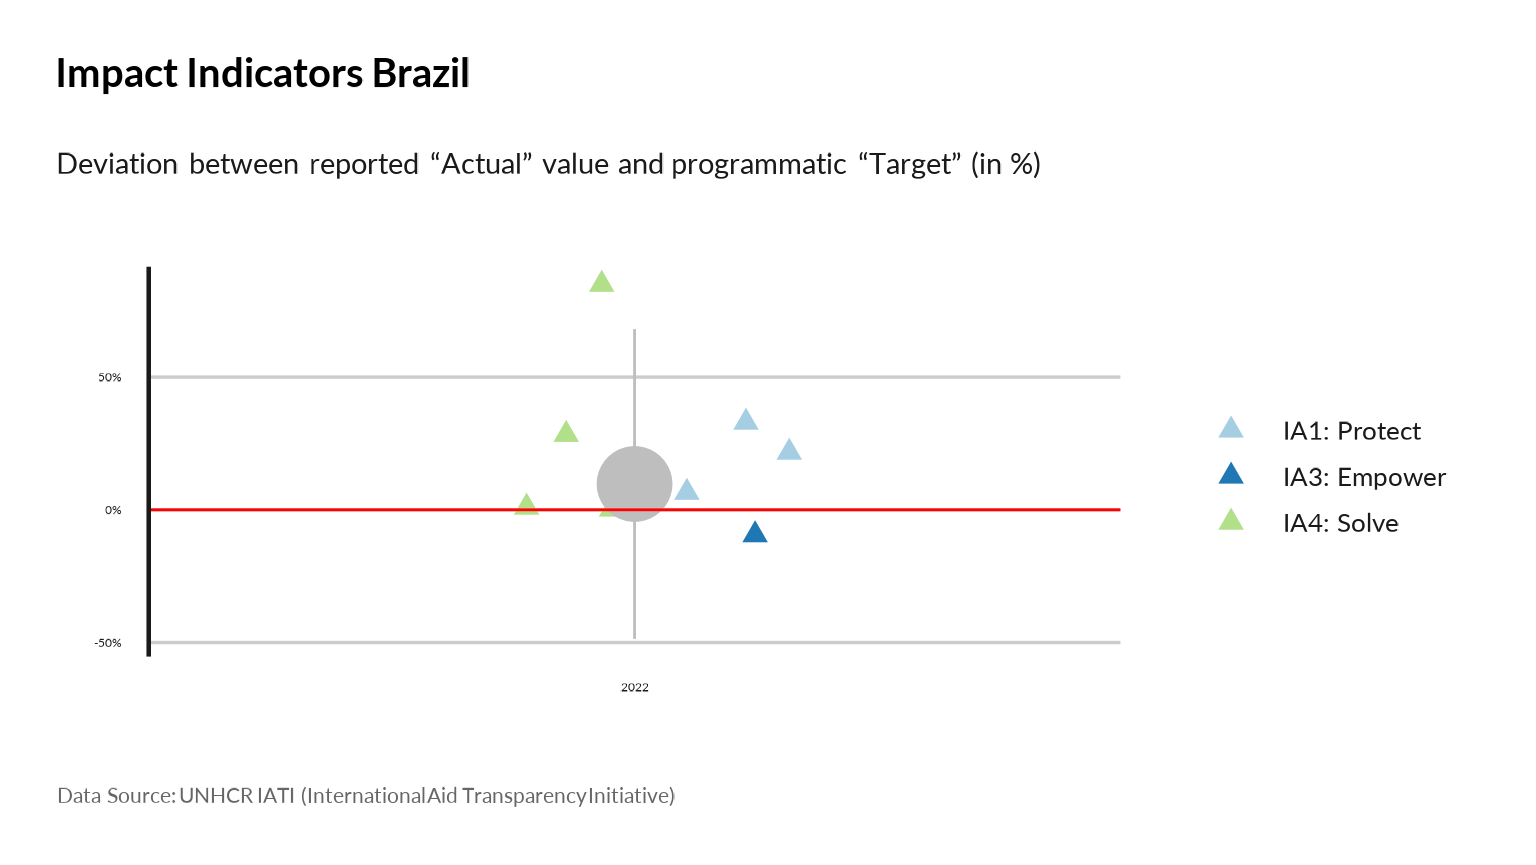 Impact Indicators Brazil
Deviation between reported “Actual” value and programmatic “Target” (in %)
50%
0%
-50%
2022
IA1: Protect
IA3: Empower
IA4: Solve
Data Source: UNHCR IATI (International Aid Transparency Initiative)